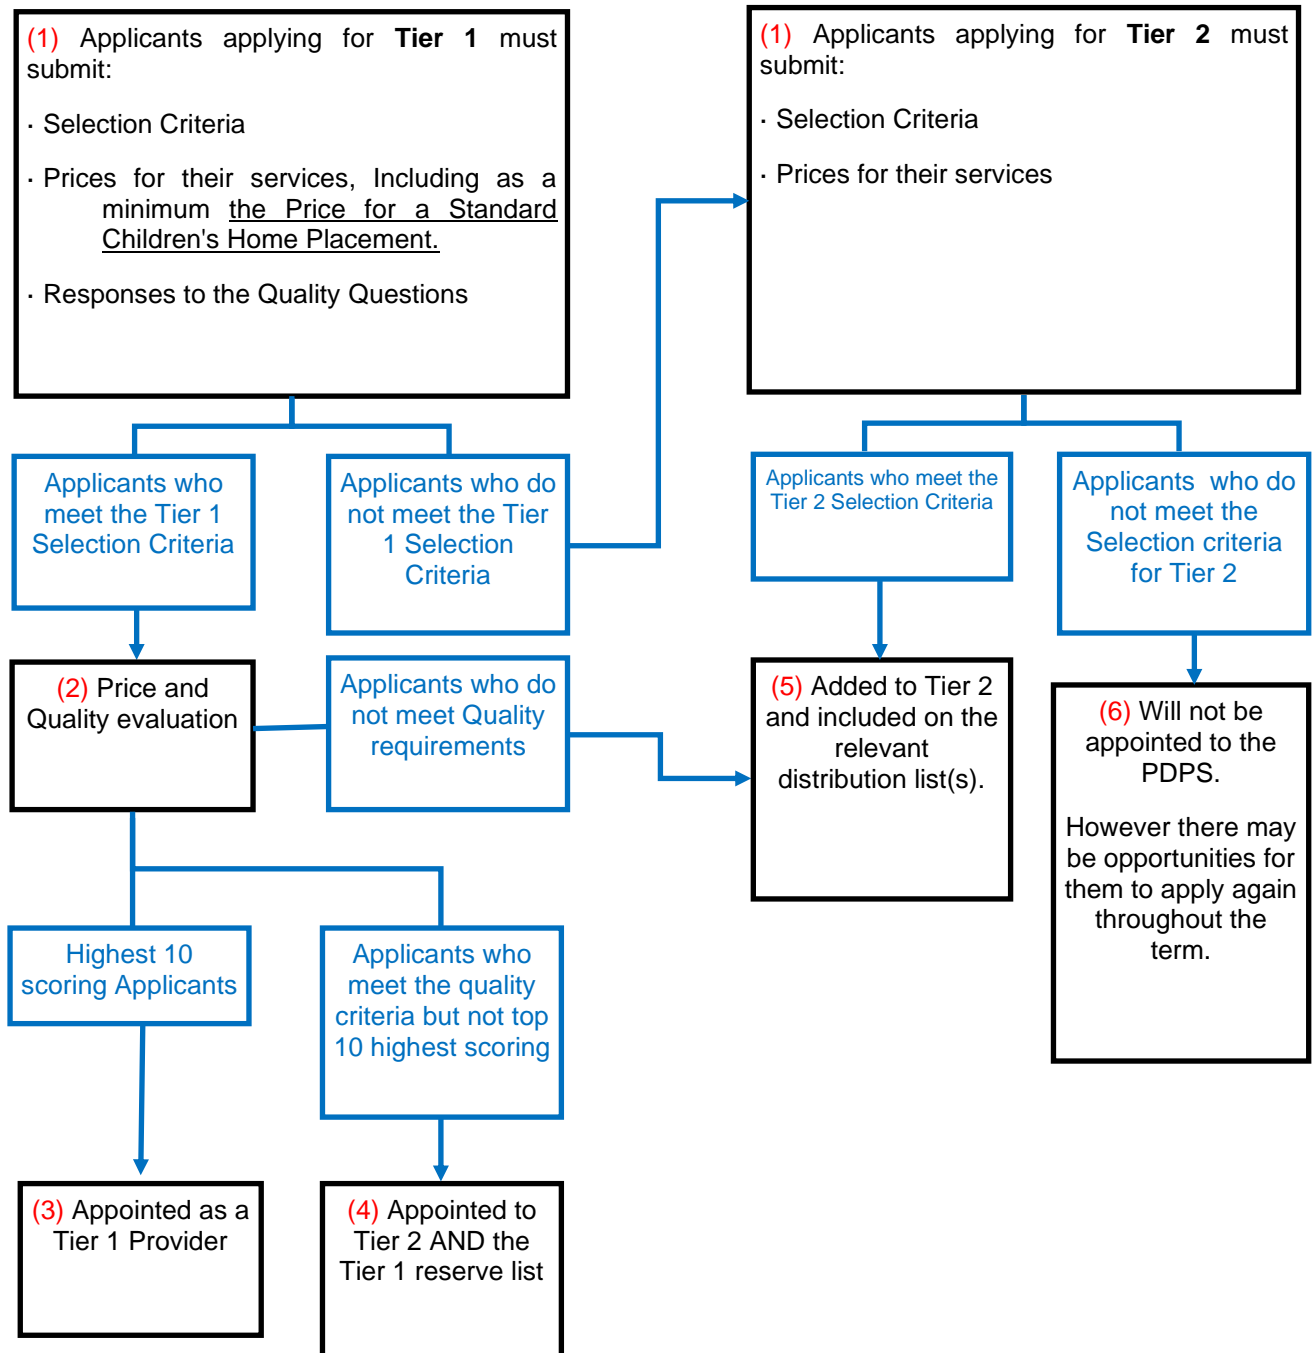 (1) Applicants applying for Tier 1 must
submit:
· Selection Criteria
· Prices for their services, Including as a
minimum the Price for a Standard
Children's Home Placement.
· Responses to the Quality Questions
(1) Applicants applying for Tier 2 must
submit:
· Selection Criteria
· Prices for their services
Applicants who
meet the Tier 1
Selection Criteria
Applicants who do
not meet the Tier
1 Selection
Criteria
Applicants who meet the
Tier 2 Selection Criteria
Applicants who do
not meet the
Selection criteria
for Tier 2
(2) Price and
Quality evaluation
Applicants who do
not meet Quality
requirements
(5) Added to Tier 2
and included on the
relevant
distribution list(s).
(6) Will not be
appointed to the
PDPS.
However there may
be opportunities for
them to apply again
throughout the
term.
Highest 10
scoring Applicants
Applicants who
meet the quality
criteria but not top
10 highest scoring
(3) Appointed as a
Tier 1 Provider
(4) Appointed to
Tier 2 AND the
Tier 1 reserve list